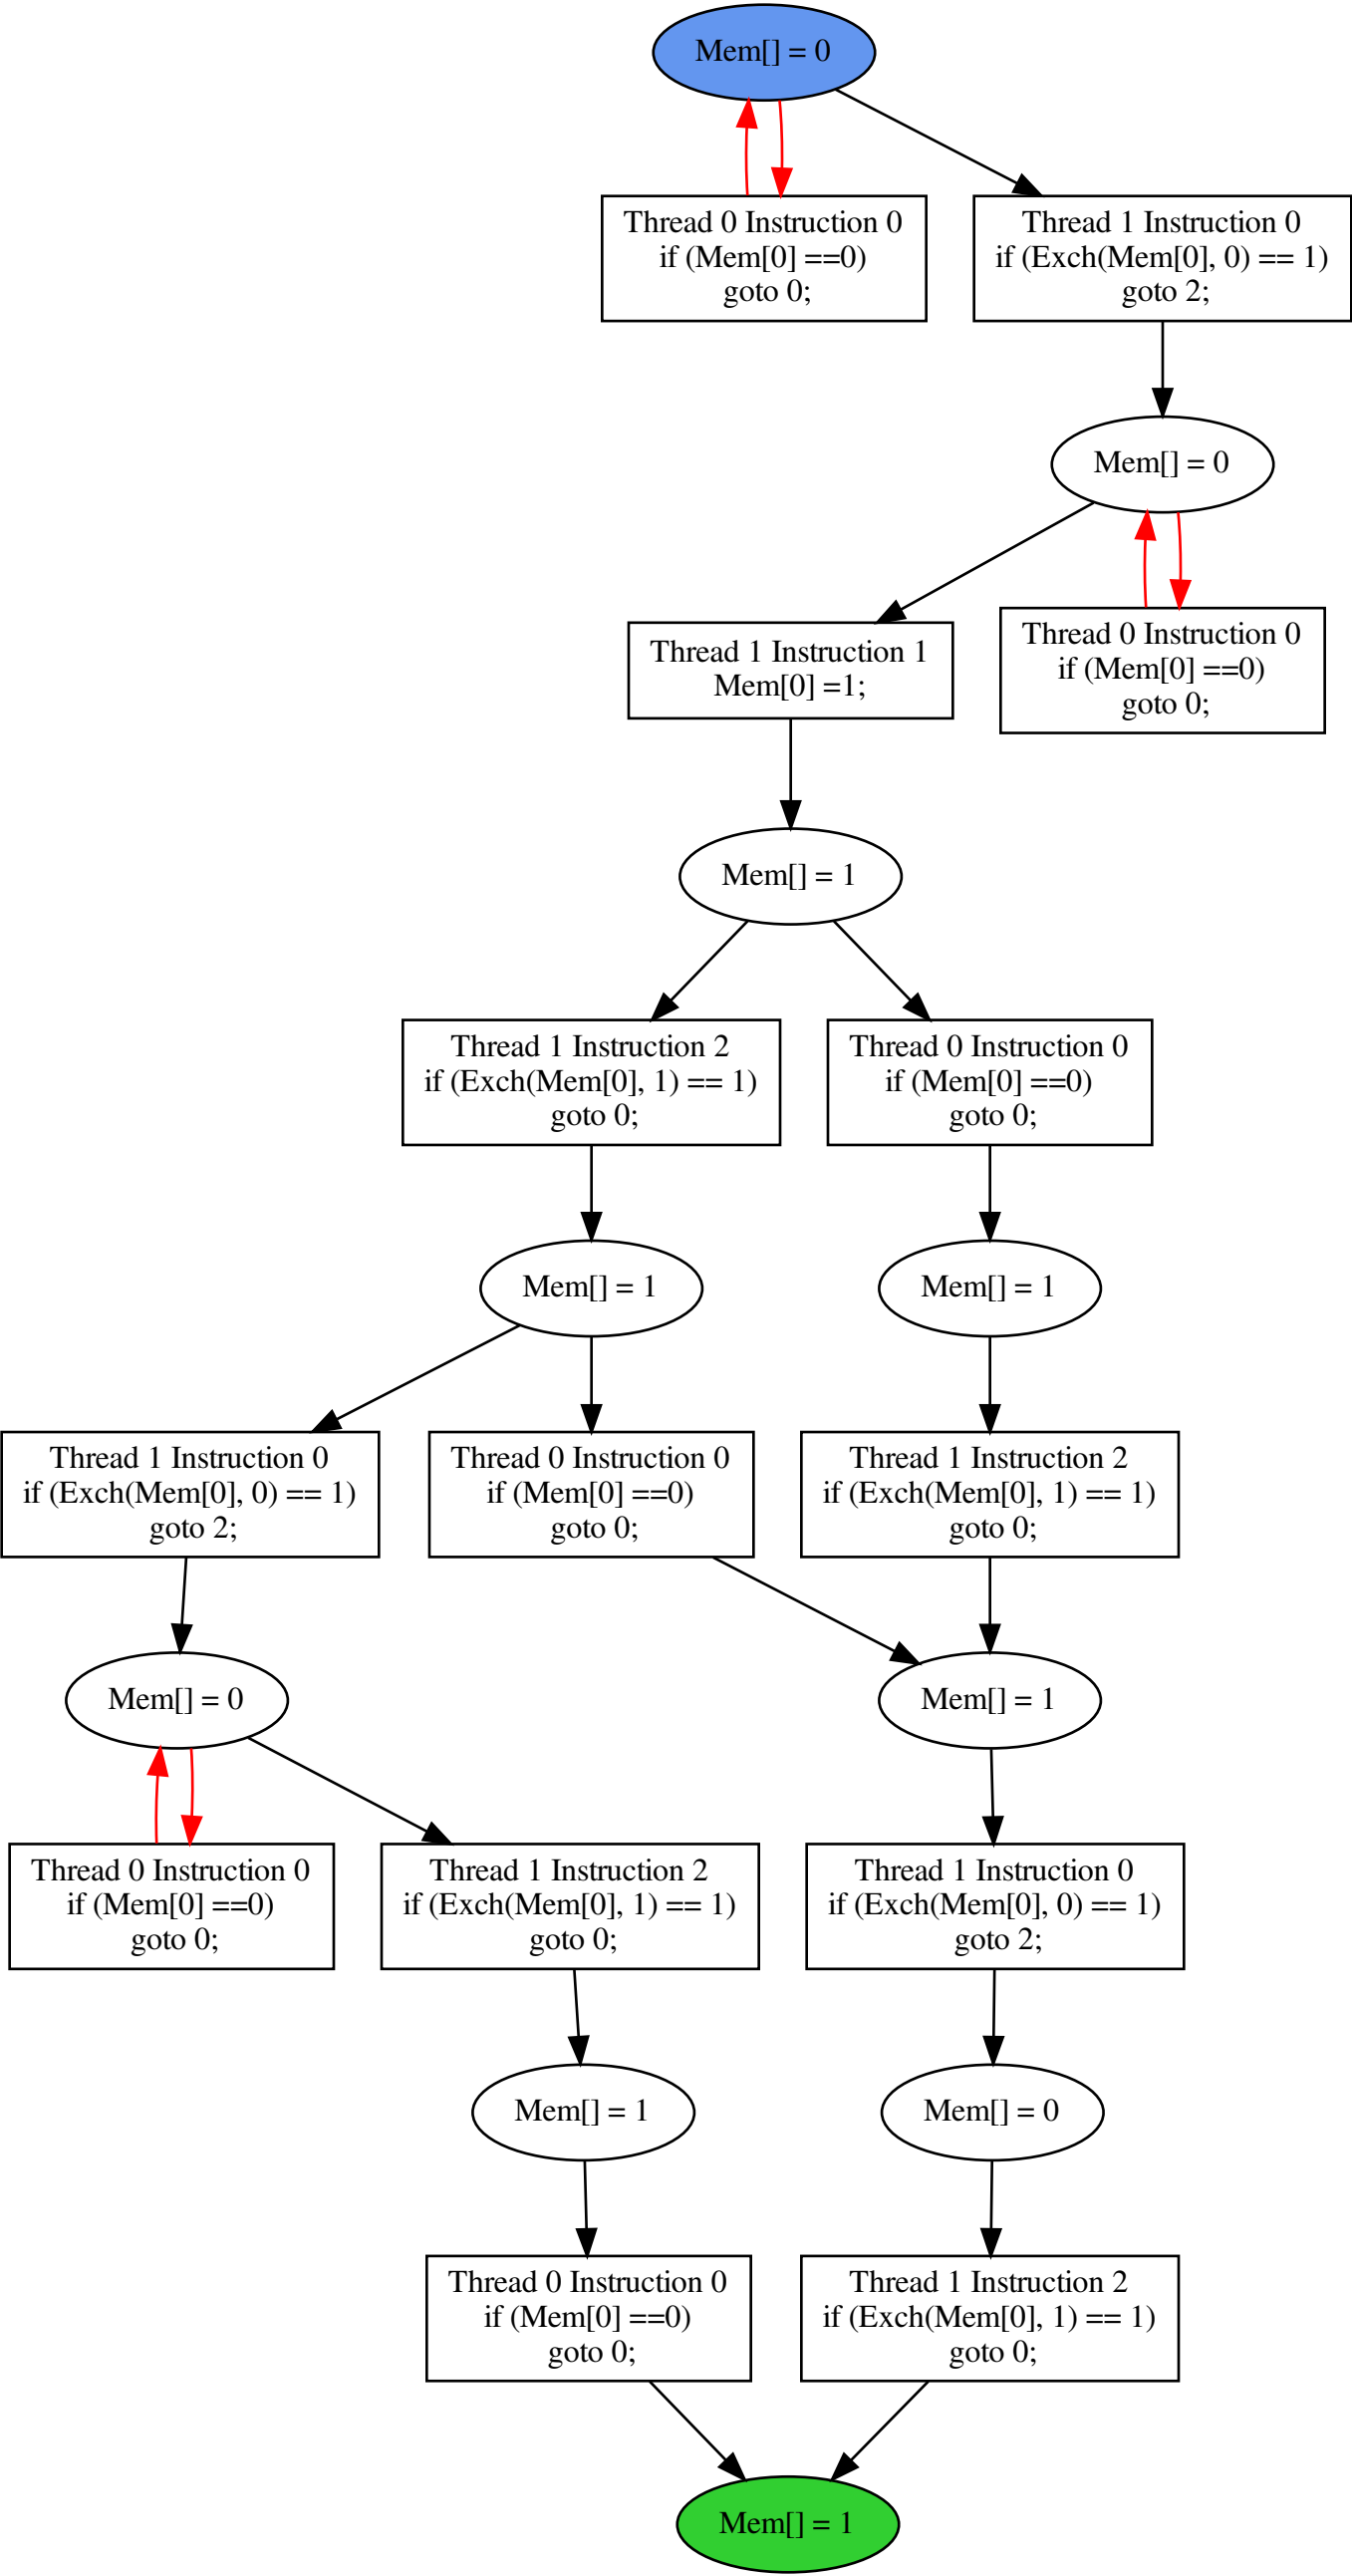 Mem[] = 0
Thread 0 Instruction 0
if (Mem[0] ==0)
goto 0;
Thread 1 Instruction 0
if (Exch(Mem[0], 0) == 1)
goto 2;
Mem[] = 0
Thread 1 Instruction 1
Mem[0] =1;
Thread 0 Instruction 0
if (Mem[0] ==0)
goto 0;
Mem[] = 1
Thread 1 Instruction 2
if (Exch(Mem[0], 1) == 1)
goto 0;
Thread 0 Instruction 0
if (Mem[0] ==0)
goto 0;
Mem[] = 1
Mem[] = 1
Thread 1 Instruction 0
if (Exch(Mem[0], 0) == 1)
goto 2;
Thread 0 Instruction 0
if (Mem[0] ==0)
goto 0;
Thread 1 Instruction 2
if (Exch(Mem[0], 1) == 1)
goto 0;
Mem[] = 0
Mem[] = 1
Thread 0 Instruction 0
if (Mem[0] ==0)
goto 0;
Thread 1 Instruction 2
if (Exch(Mem[0], 1) == 1)
goto 0;
Thread 1 Instruction 0
if (Exch(Mem[0], 0) == 1)
goto 2;
Mem[] = 1
Mem[] = 0
Thread 0 Instruction 0
if (Mem[0] ==0)
goto 0;
Thread 1 Instruction 2
if (Exch(Mem[0], 1) == 1)
goto 0;
Mem[] = 1